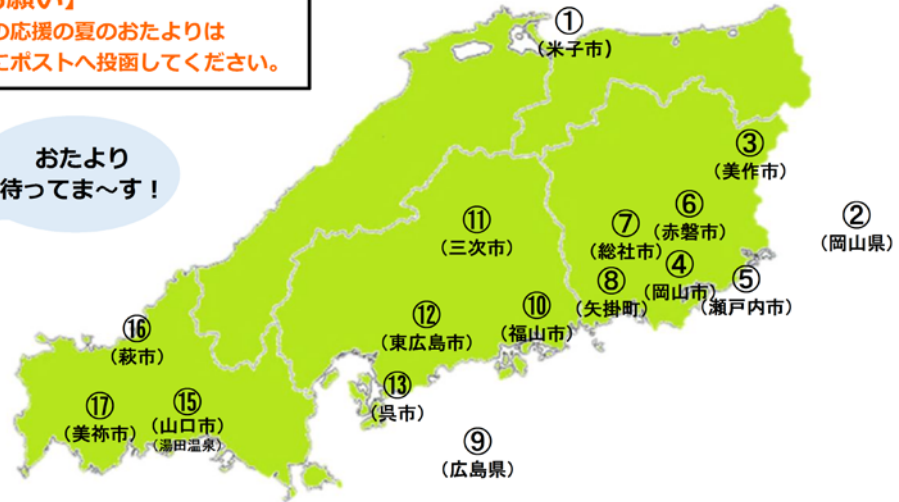 願い】
の応援の夏のおたよりは
にポストへ投函してください。
おたより
待ってま～す！
①
（米子市）
②
（岡山県）
③
（美作市）
④
（岡山市）
⑤
（瀬戸内市）
⑥
（赤磐市）
⑦
（総社市）
⑧
（矢掛町）
⑨
（広島県）
⑩
（福山市）
⑪
（三次市）
⑫
（東広島市）
⑬
（呉市）
⑮
（山口市）
（湯田温泉）
⑯
（萩市）
⑰
（美祢市）